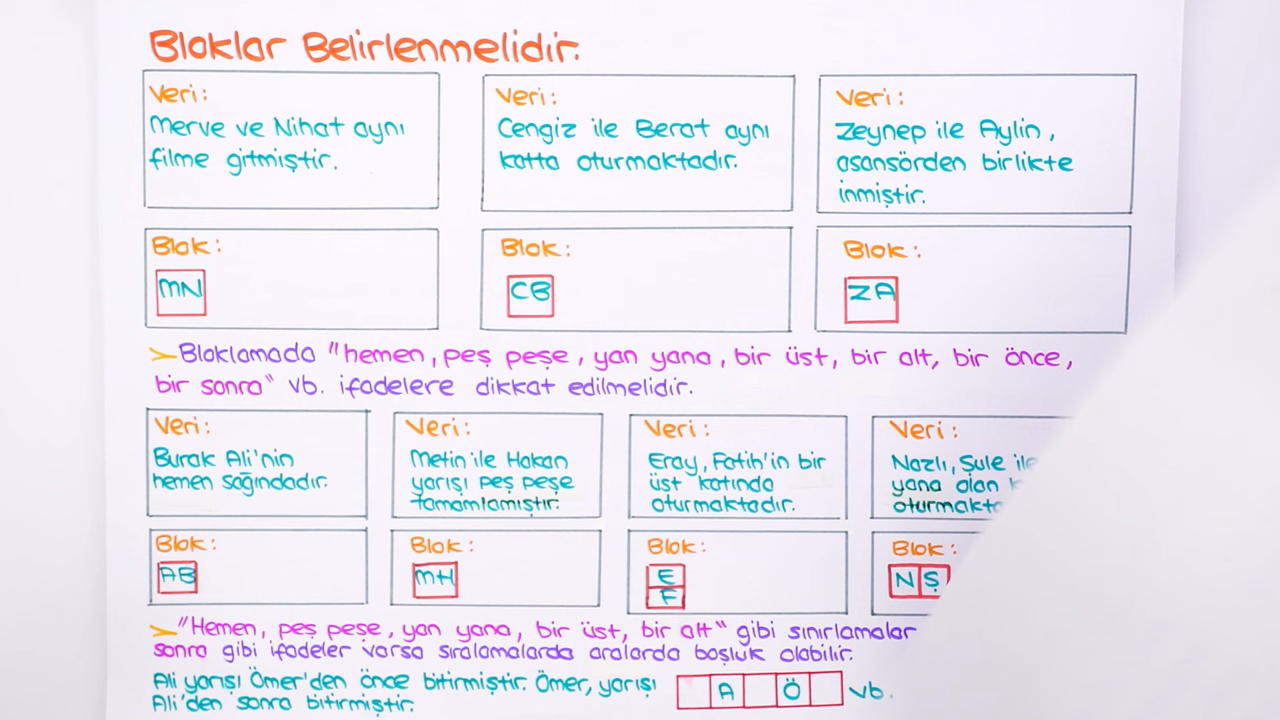 Bloklar Belirlenmelidir.
Veri:
Merve ve Nihat aynı
filme gitmiştir.
Veri:
Cengiz ile Berat aynı
katta oturmaktadır.
Veri:
Zeynep ile Aylin,
asansörden birlikte
inmiştir.
Blok:
MN
Blok:
CB
Blok:
ZA
➤Bloklamada "hemen, peş peşe, yan yana, bir üst, bir alt, bir önce,
bir sonra" vb. ifadelere dikkat edilmelidir.
Veri:
Burak Ali'nin
hemen sağındadır.
Veri:
Metin ile Hakan
yarışı peş peşe
tamamlamıştır.
Veri:
Eray, Fatih'in bir
üst katında
oturmaktadır.
Veri:
Nazlı, Şule ile
yana olan
Blok:
AB
Blok:
MH
Blok:
E
F
Blok:
N Ş
➤"Hemen, peş peşe, yan yana, bir üst, bir alt" gibi sınırlamalar
sonra gibi ifadeler varsa sıralamalarda aralarda boşluk olabilir.
Ali yarışı Ömer'den önce bitirmiştir. Ömer, yarışı
Ali'den sonra bitirmiştir.
A Ö vb.